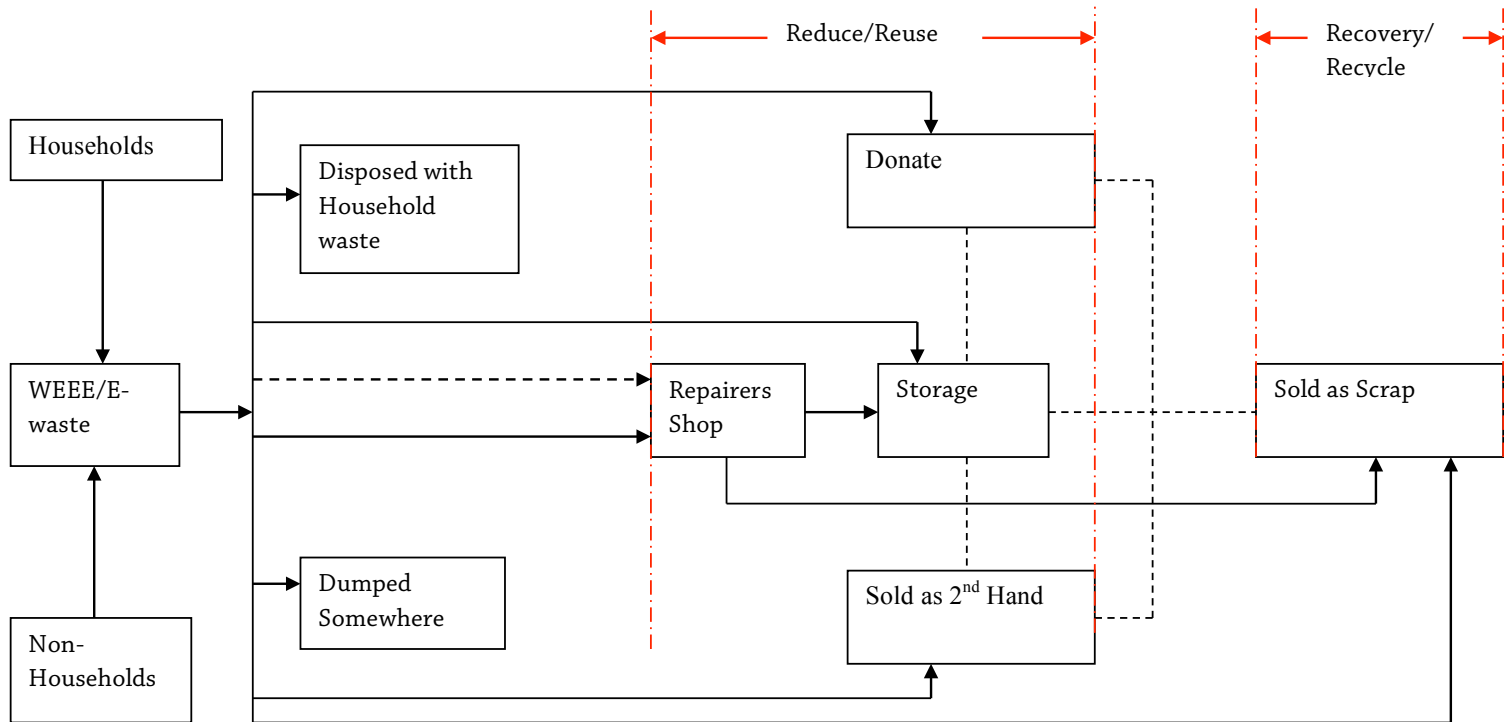 Reduce/Reuse
Recovery/
Recycle
Households
Disposed with
Household
waste
Donate
WEEE/E-
waste
Repairers
Shop
Storage
Sold as Scrap
Dumped
Somewhere
Sold as 2nd Hand
Non-
Households